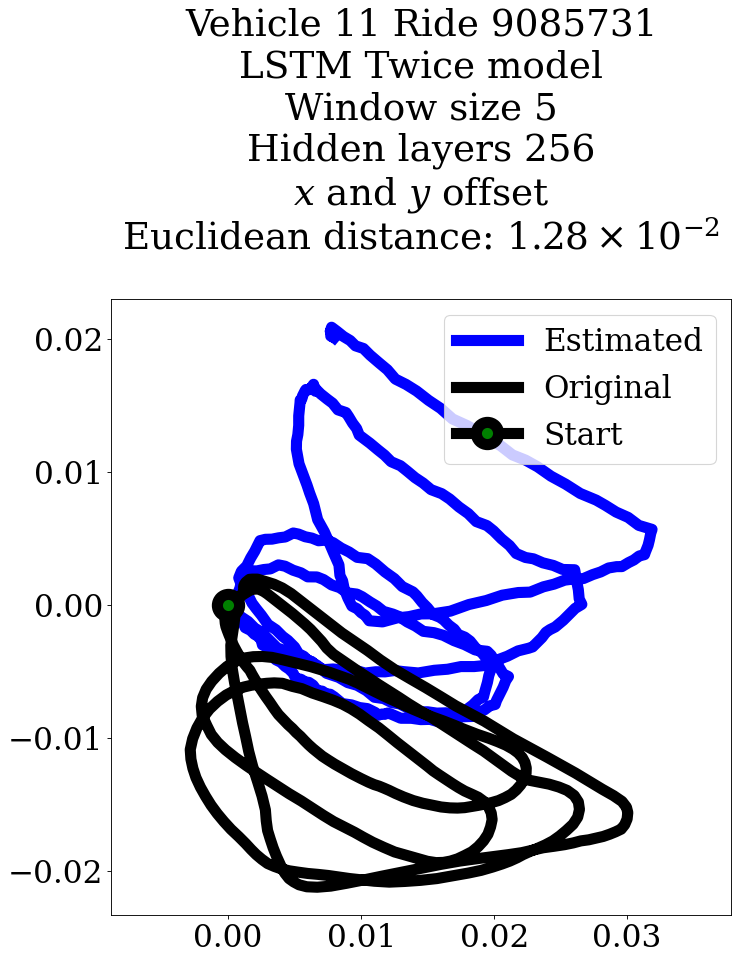 Vehicle 11 Ride 9085731
LSTM Twice model
Window size 5
Hidden layers 256
x and y offset
Euclidean distance: 1.28 × 10⁻²
Estimated
Original
Start
0.02
0.01
0.00
−0.01
−0.02
0.00 0.01 0.02 0.03